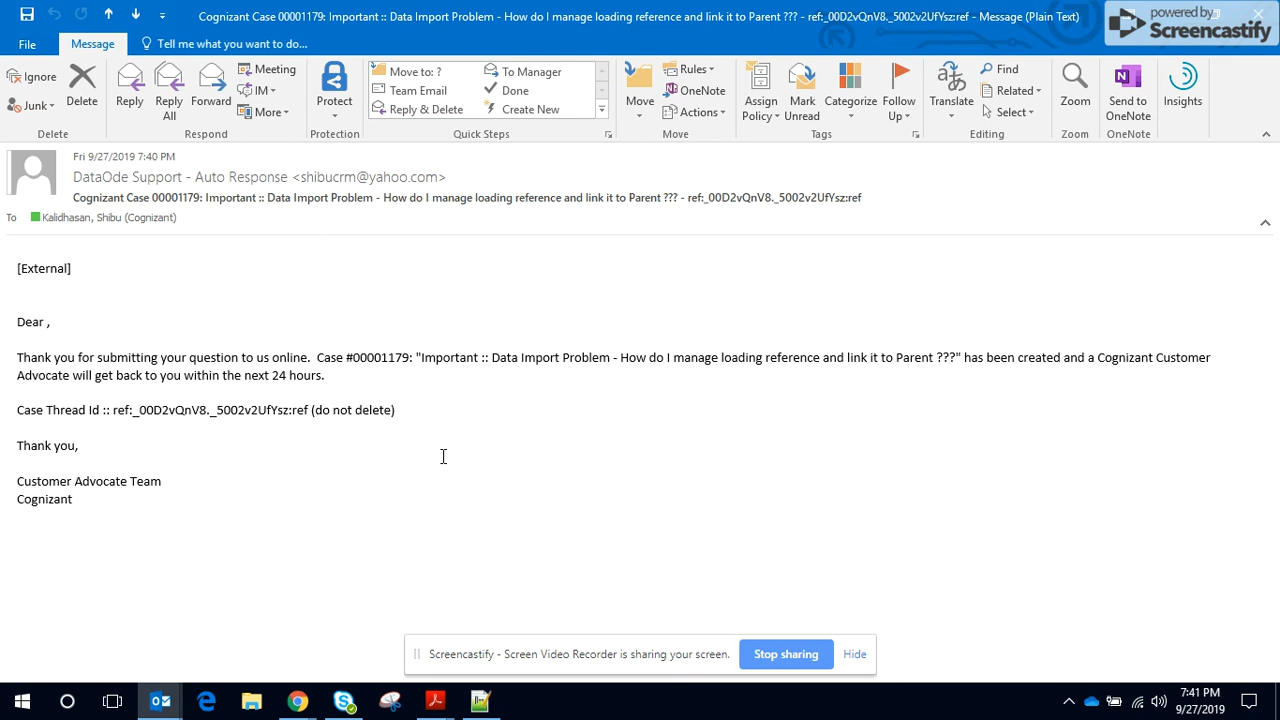 Cognizant Case 00001179: Important :: Data Import Problem - How do I manage loading reference and link it to Parent ??? - ref:_00D2vQnV8._5002v2UfYsz:ref - Message (Plain Text)
powered by
Screencastify
File
Message
Tell me what you want to do...
Ignore
Junk
Delete
Delete
Reply
Reply All
Forward
Meeting
IM
More
Respond
Protect
Protection
Move to: ?
To Manager
Team Email
Done
Reply & Delete
Create New
Quick Steps
Move
Rules
OneNote
Actions
Move
Assign Policy
Mark Unread
Categorize
Follow Up
Tags
Translate
Find
Related
Select
Editing
Zoom
Zoom
Send to OneNote
OneNote
Insights
Fri 9/27/2019 7:40 PM
DataOde Support - Auto Response <shibucrm@yahoo.com>
Cognizant Case 00001179: Important :: Data Import Problem - How do I manage loading reference and link it to Parent ??? - ref:_00D2vQnV8._5002v2UfYsz:ref
To Kalidhasan, Shibu (Cognizant)
[External]
Dear ,
Thank you for submitting your question to us online.  Case #00001179: "Important :: Data Import Problem - How do I manage loading reference and link it to Parent ???" has been created and a Cognizant Customer
Advocate will get back to you within the next 24 hours.
Case Thread Id :: ref:_00D2vQnV8._5002v2UfYsz:ref (do not delete)
Thank you,
Customer Advocate Team
Cognizant
Screencastify - Screen Video Recorder is sharing your screen.
Stop sharing
Hide
7:41 PM
9/27/2019